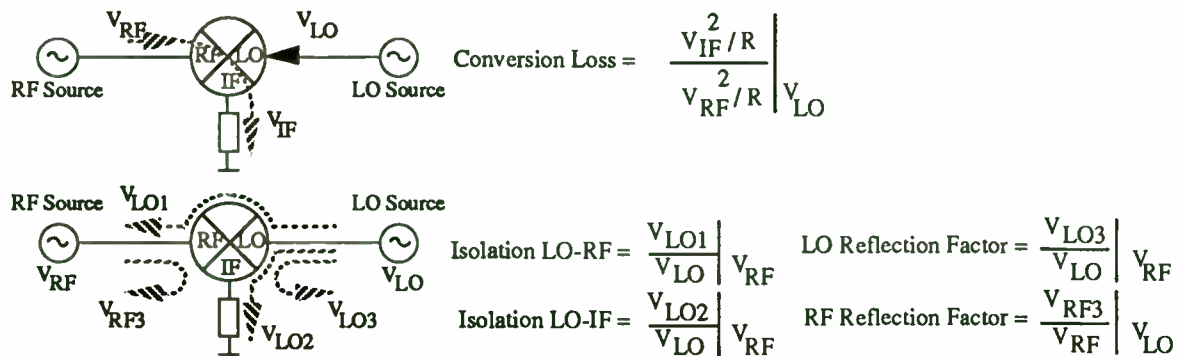 V_RF
V_LO
RF LO
IF
RF Source
LO Source
V_IF
Conversion Loss = V_IF^2/R / V_RF^2/R | V_LO
RF Source
V_LO1
LO Source
RF LO
IF
V_RF
V_LO
V_RF3
V_LO2
V_LO3
Isolation LO-RF = V_LO1 / V_LO | V_RF
LO Reflection Factor = V_LO3 / V_LO | V_RF
Isolation LO-IF = V_LO2 / V_LO | V_RF
RF Reflection Factor = V_RF3 / V_RF | V_LO